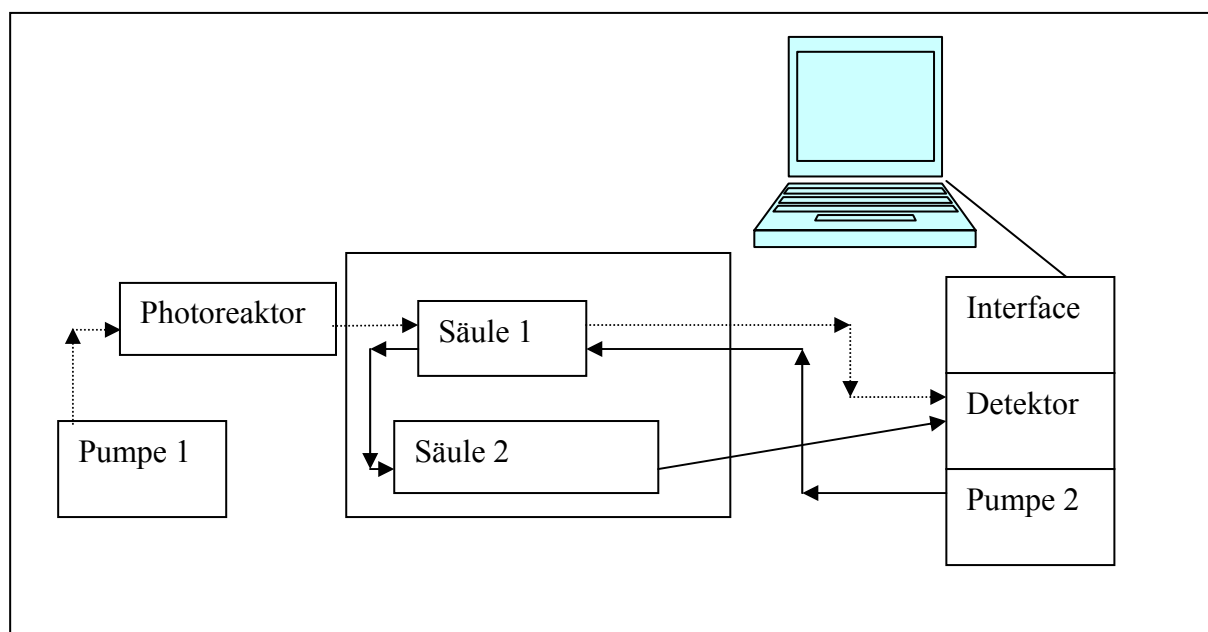 Photoreaktor
Säule 1
Interface
Pumpe 1
Säule 2
Detektor
Pumpe 2